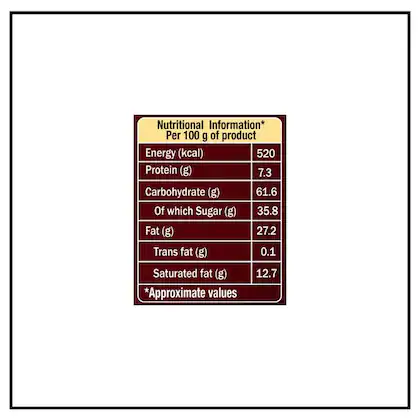 Nutritional Information*
Per 100 g of product
Energy (kcal) 520
Protein (g) 7.3
Carbohydrate (g) 61.6
Of which Sugar (g) 35.8
Fat (g) 27.2
Trans fat (g) 0.1
Saturated fat (g) 12.7
*Approximate values